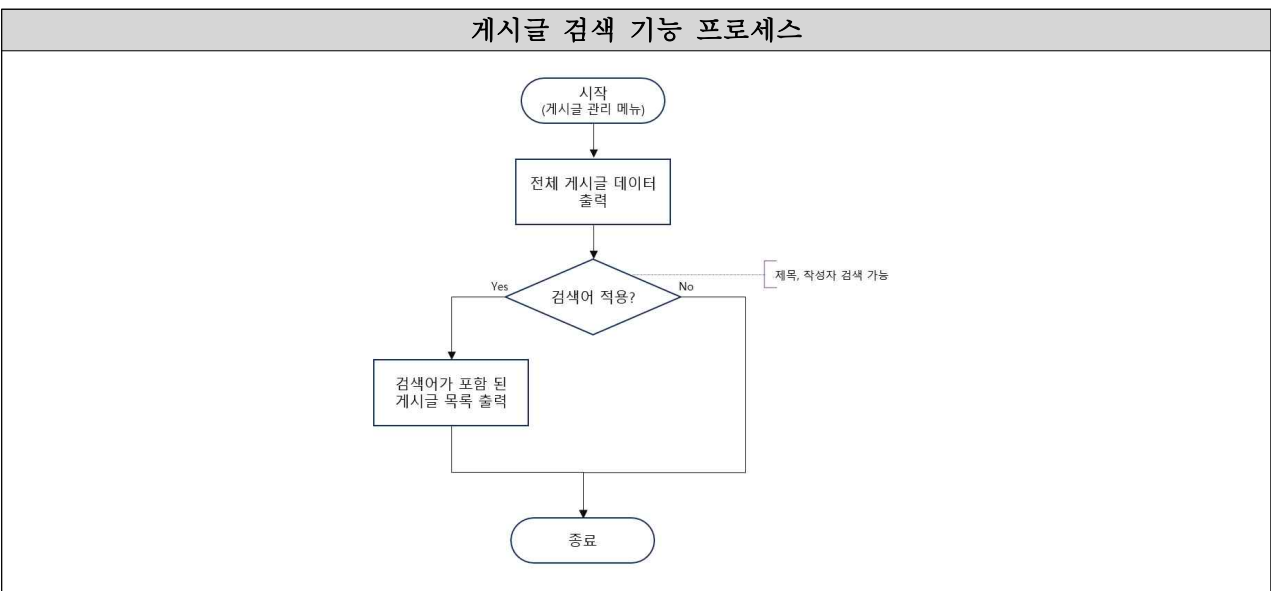 게시글 검색 기능 프로세스
시작
(게시글 관리 메뉴)
전체 게시글 데이터
출력
제목, 작성자 검색 가능
Yes
검색어 적용?
No
검색어가 포함 된
게시글 목록 출력
종료